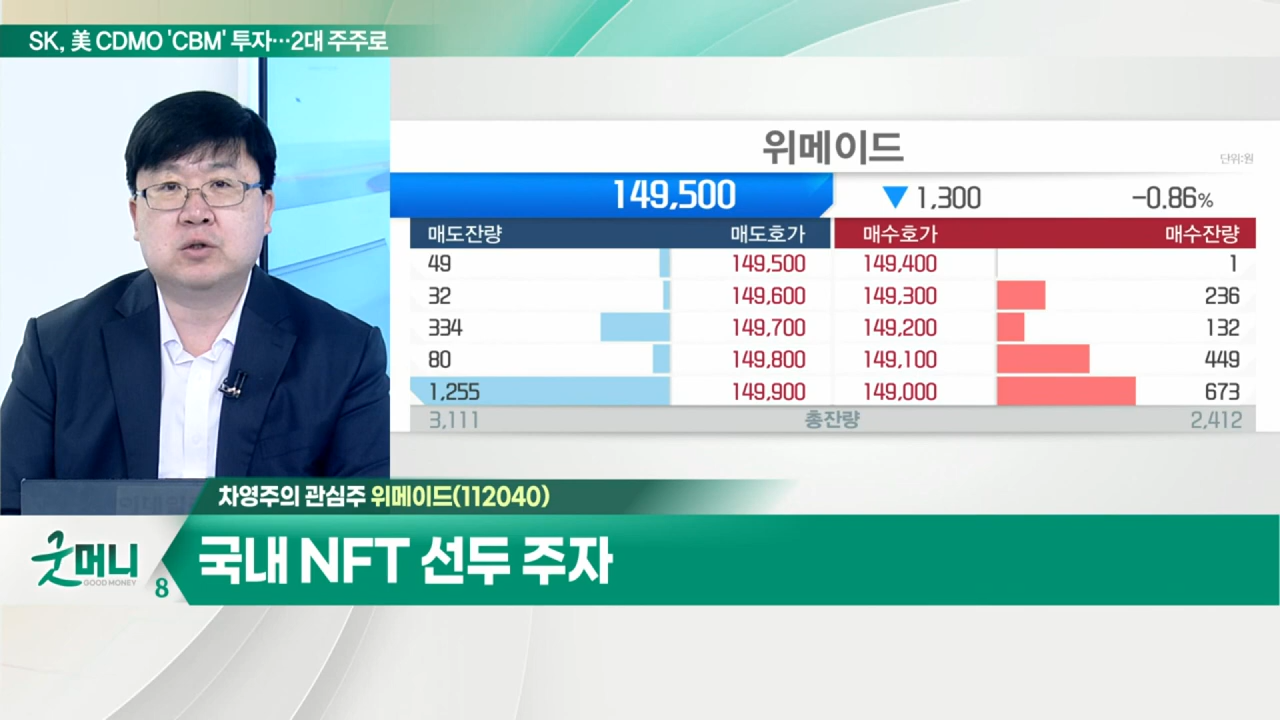 SK, 美 CDMO 'CBM' 투자…2대 주주로
위메이드
단위:원
149,500 ▼ 1,300 -0.86%
매도잔량 매도호가 매수호가 매수잔량
49 149,500 149,400 1
32 149,600 149,300 236
334 149,700 149,200 132
80 149,800 149,100 449
1,255 149,900 149,000 673
3,111 총잔량 2,412
차영주의 관심주 위메이드(112040)
굿머니
GOOD MONEY
8
국내 NFT 선두 주자